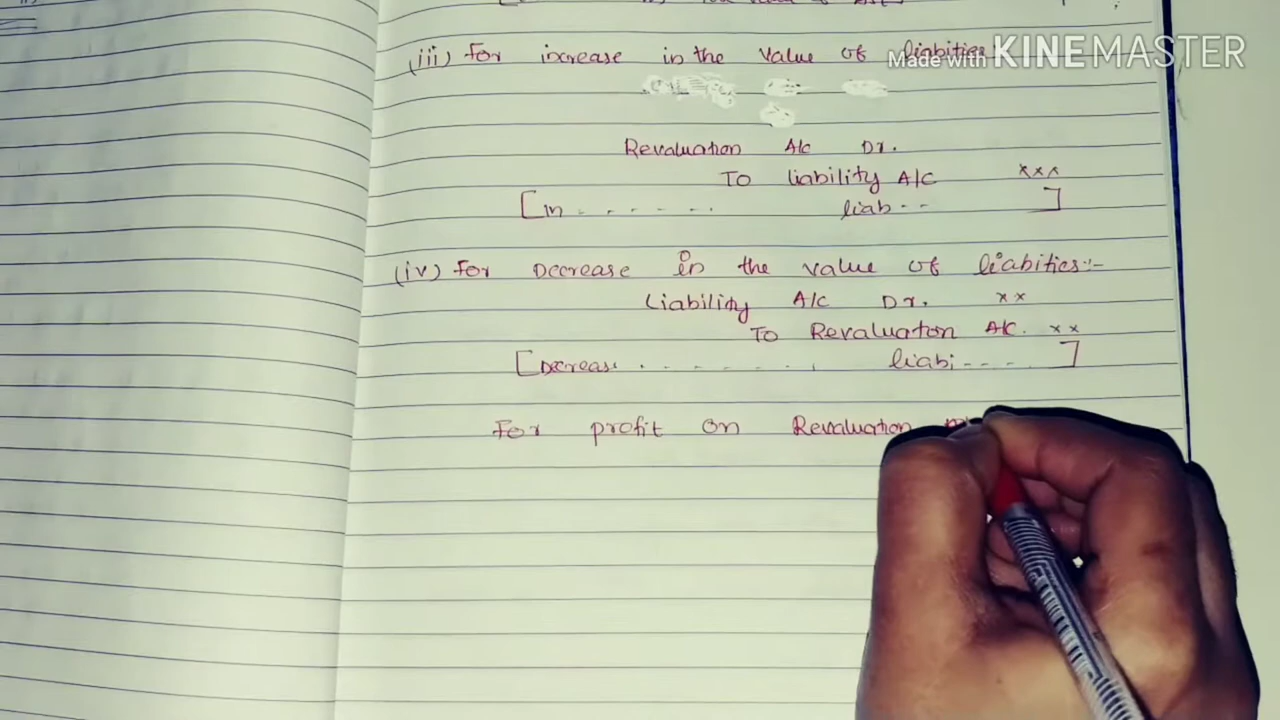 (iii) For increase in the value of liabities
Made with KINEMASTER
Revaluation A/c Dr.
To liability A/c xxx
[in - - - - - - liab - - ]
(iv) For Decrease in the value of liabities:-
Liability A/c Dr. xx
To Revaluaton A/c. xx
[Decrease . - - - - - , liabi - - - - ]
For profit on Revaluation